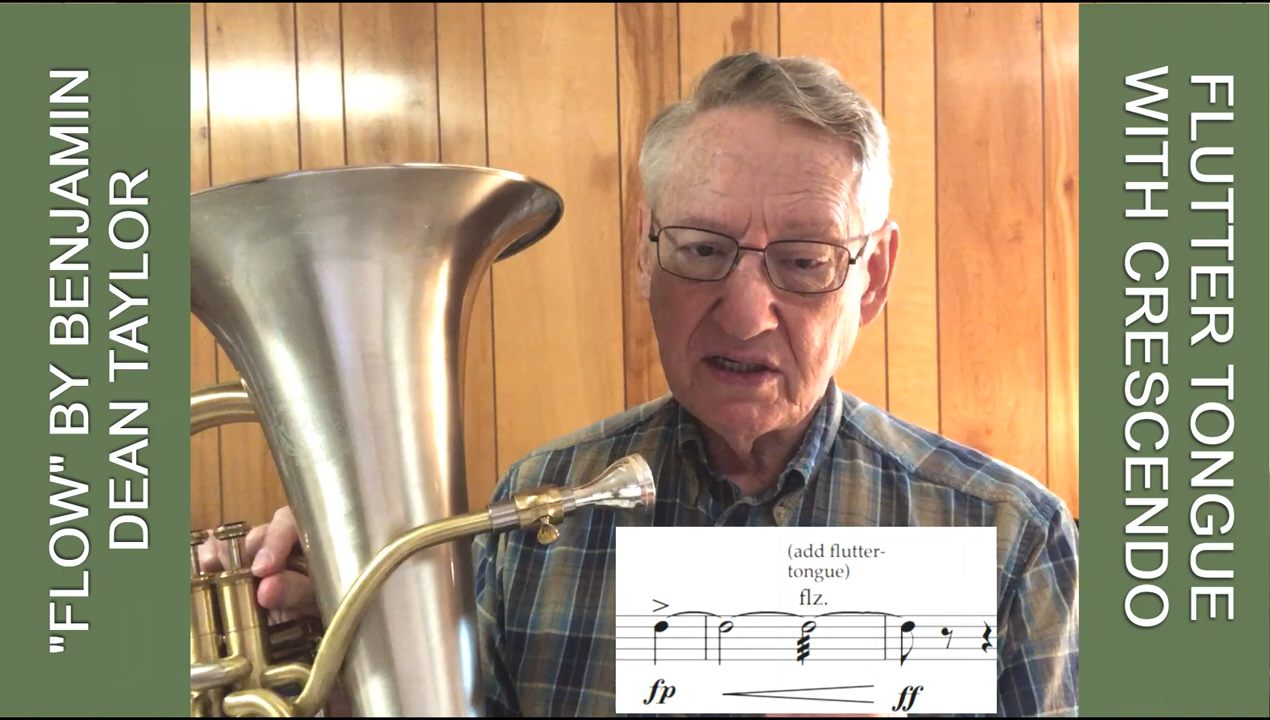 "FLOW" BY BENJAMIN
DEAN TAYLOR
FLUTTER TONGUE
WITH CRESCENDO
(add flutter-
tongue)
flz.
fp
ff